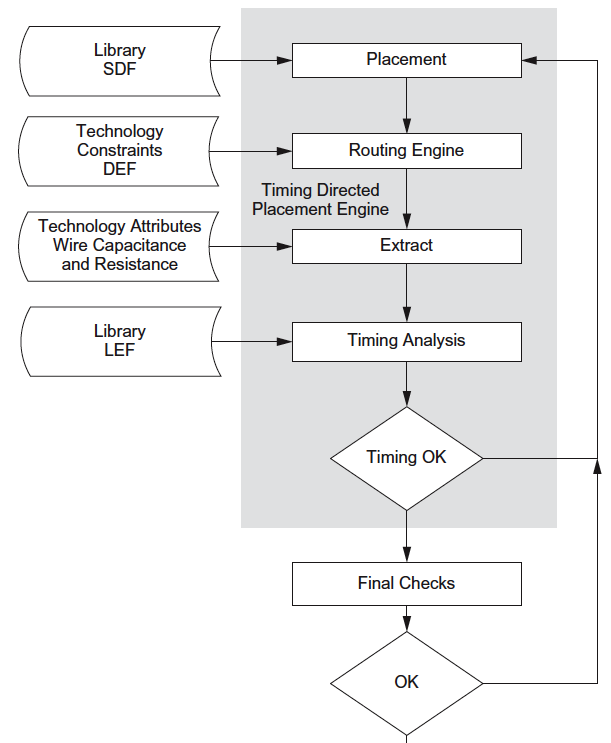 Library
SDF
Placement
Technology
Constraints
DEF
Routing Engine
Timing Directed
Placement Engine
Technology Attributes
Wire Capacitance
and Resistance
Extract
Library
LEF
Timing Analysis
Timing OK
Final Checks
OK